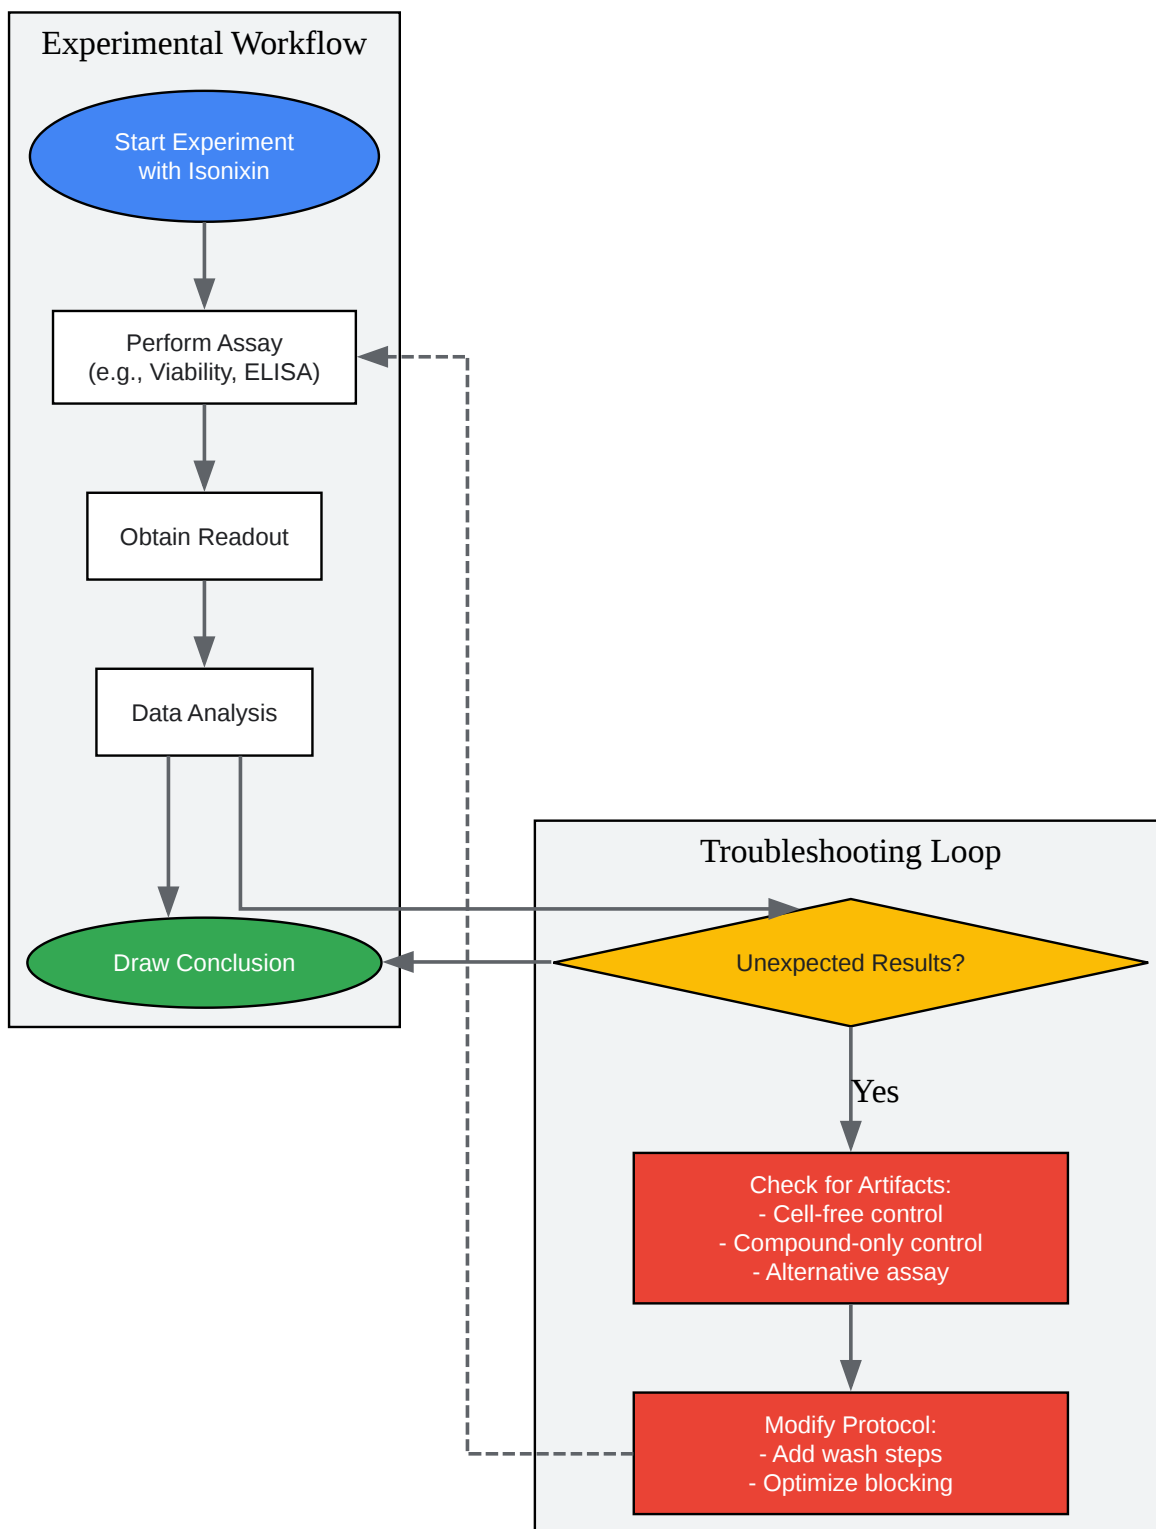 Experimental Workflow
Start Experiment
with Isonixin
Perform Assay
(e.g., Viability, ELISA)
Obtain Readout
Data Analysis
Draw Conclusion
Troubleshooting Loop
Unexpected Results?
Yes
Check for Artifacts:
- Cell-free control
- Compound-only control
- Alternative assay
Modify Protocol:
- Add wash steps
- Optimize blocking